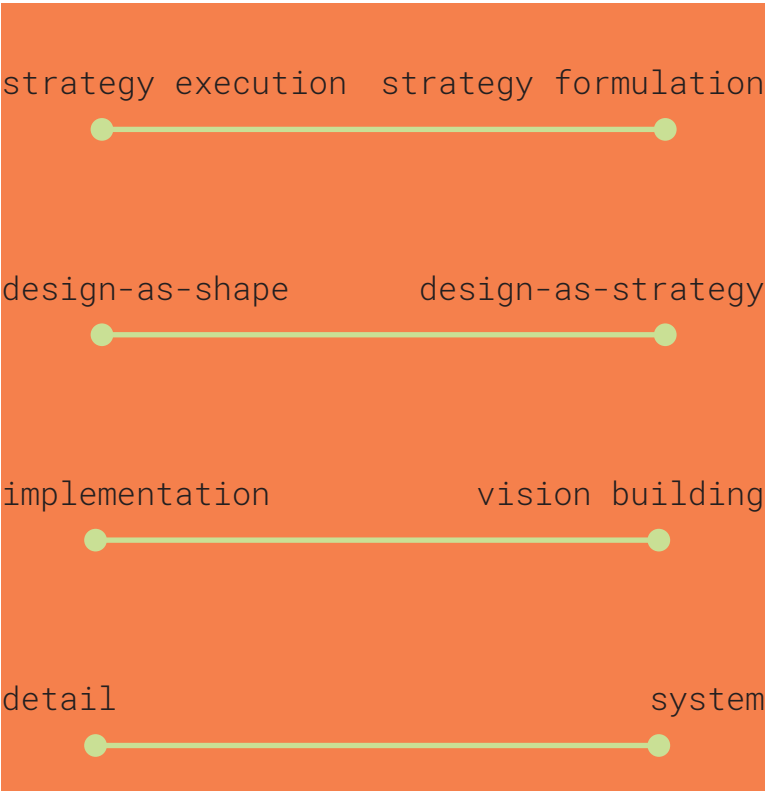 strategy execution strategy formulation
design-as-shape design-as-strategy
implementation vision building
detail system